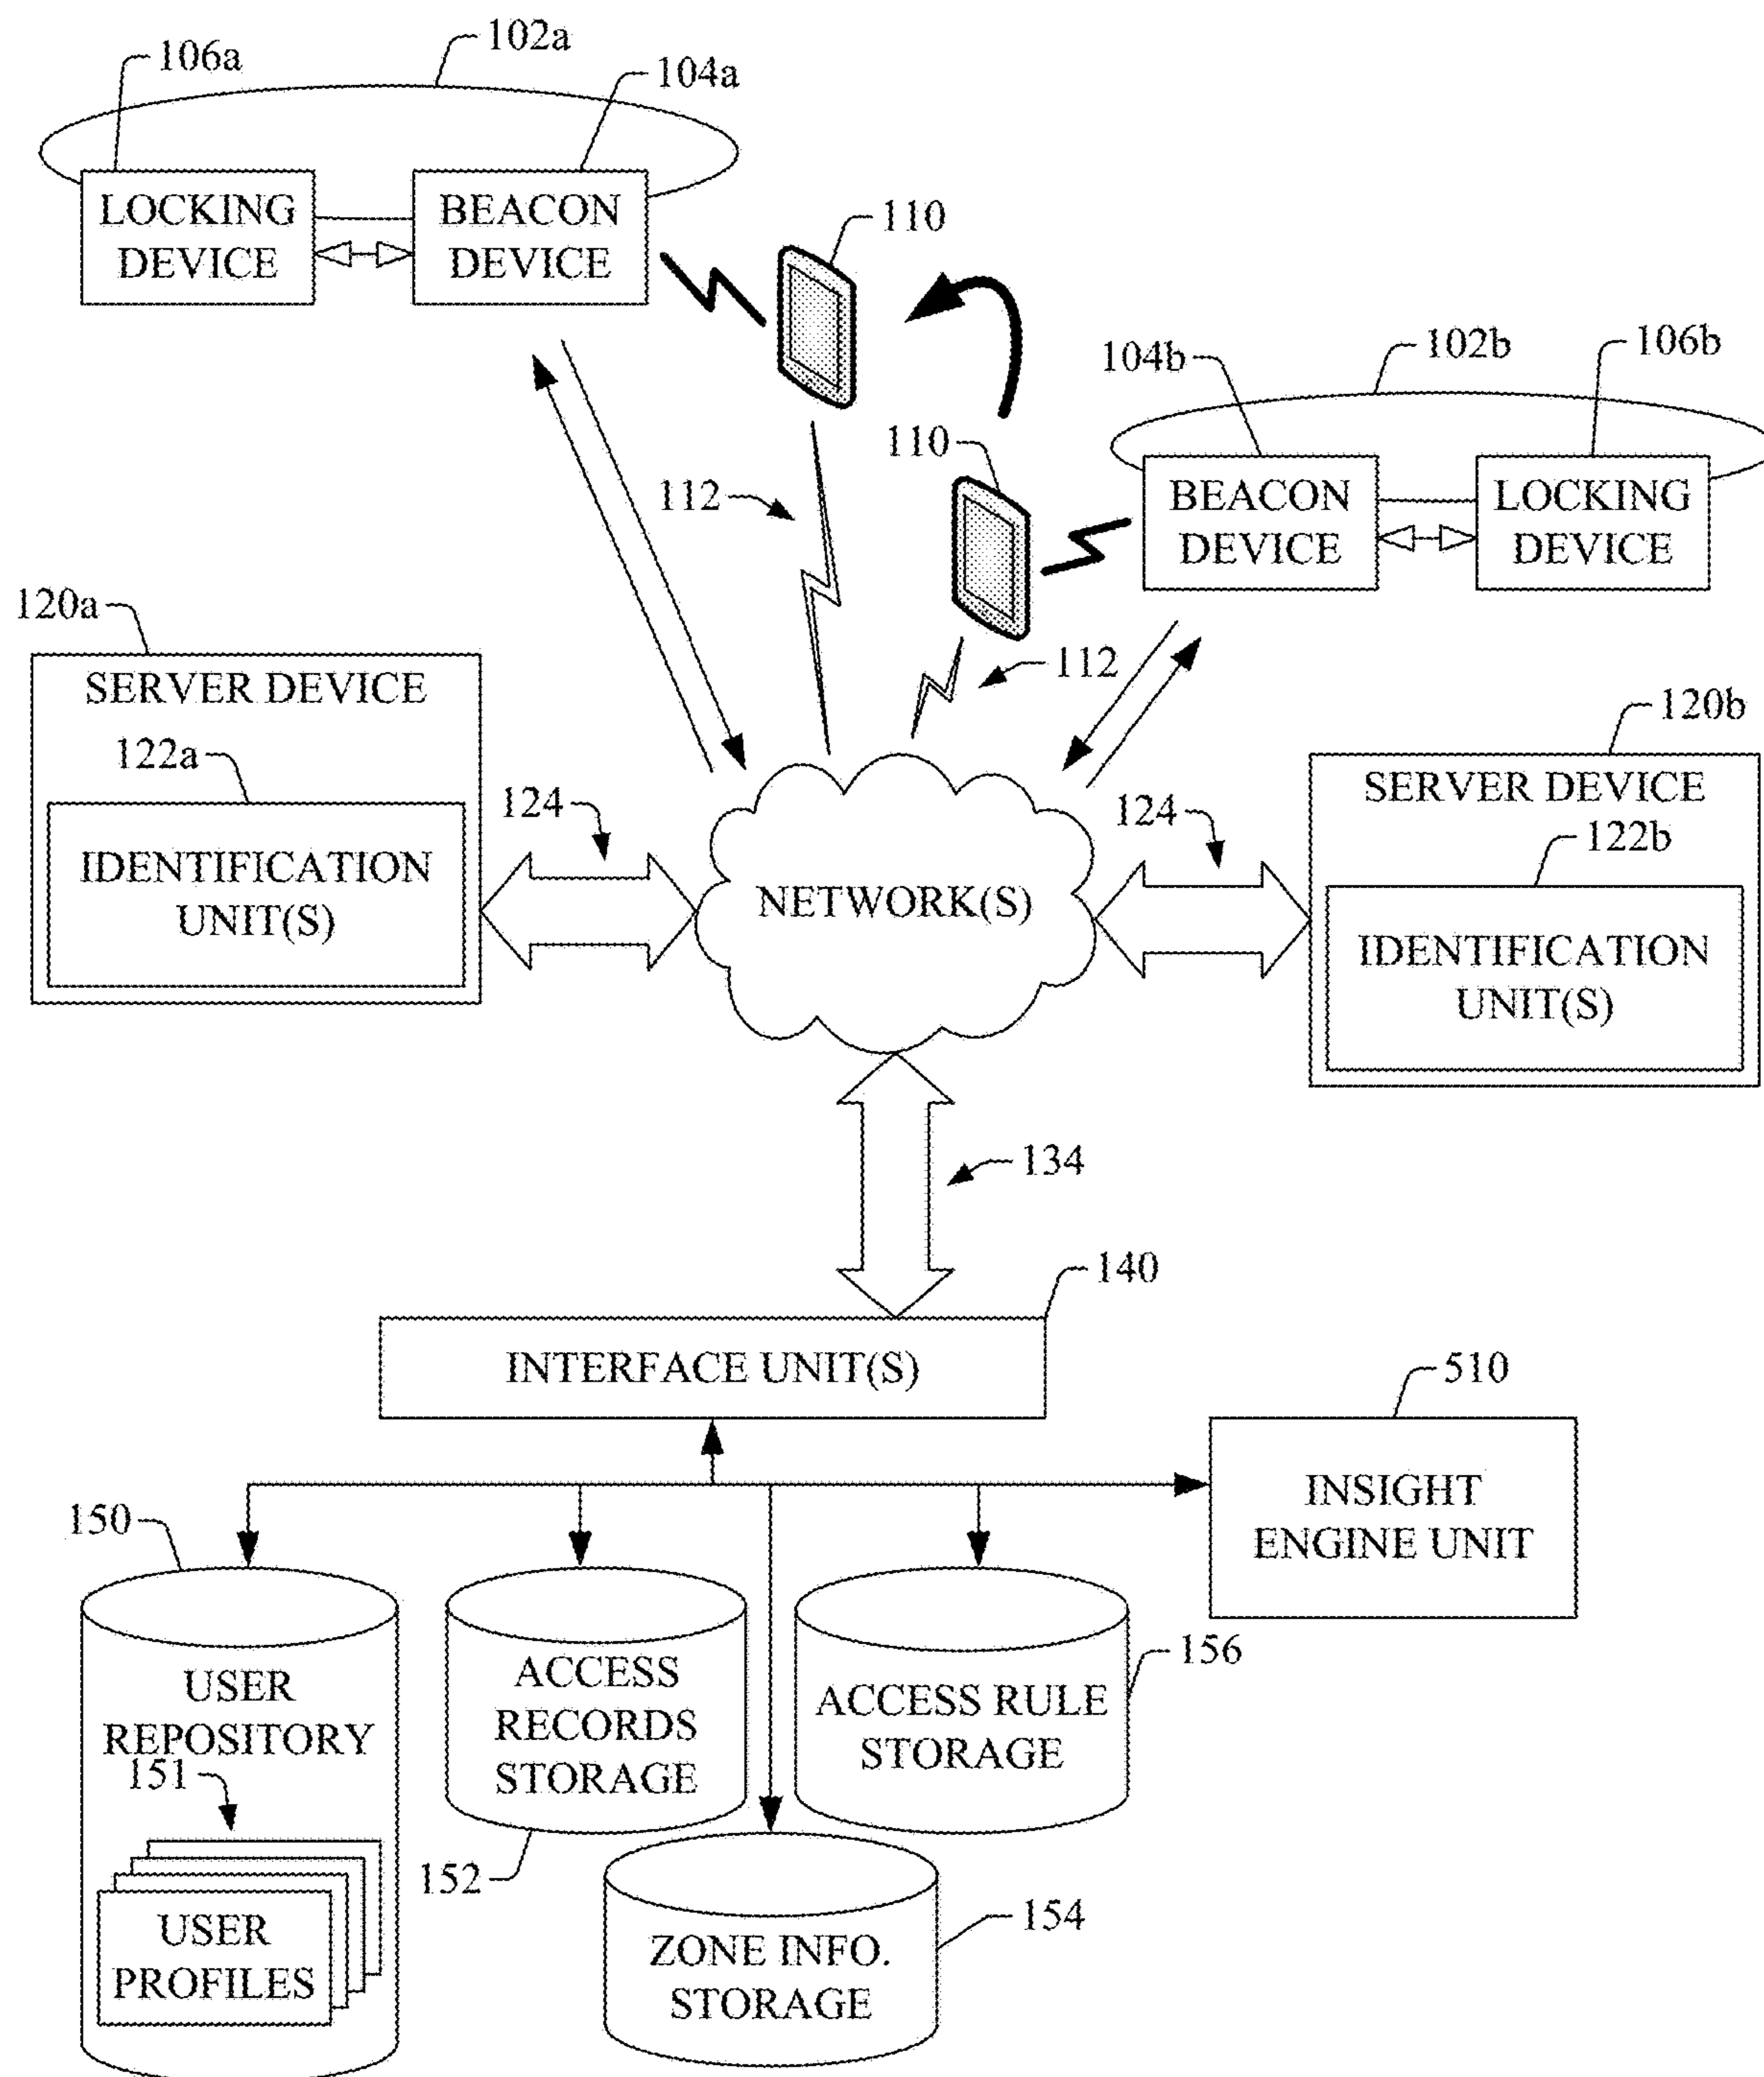 102a
106a
104a
LOCKING
DEVICE
BEACON
DEVICE
110
104b
102b
106b
110
BEACON
DEVICE
LOCKING
DEVICE
112
112
120a
SERVER DEVICE
122a
IDENTIFICATION
UNIT(S)
124
NETWORK(S)
124
120b
SERVER DEVICE
122b
IDENTIFICATION
UNIT(S)
134
140
INTERFACE UNIT(S)
510
INSIGHT
ENGINE UNIT
150
USER
REPOSITORY
151
USER
PROFILES
ACCESS
RECORDS
STORAGE
152
ACCESS RULE
STORAGE
156
ZONE INFO.
STORAGE
154